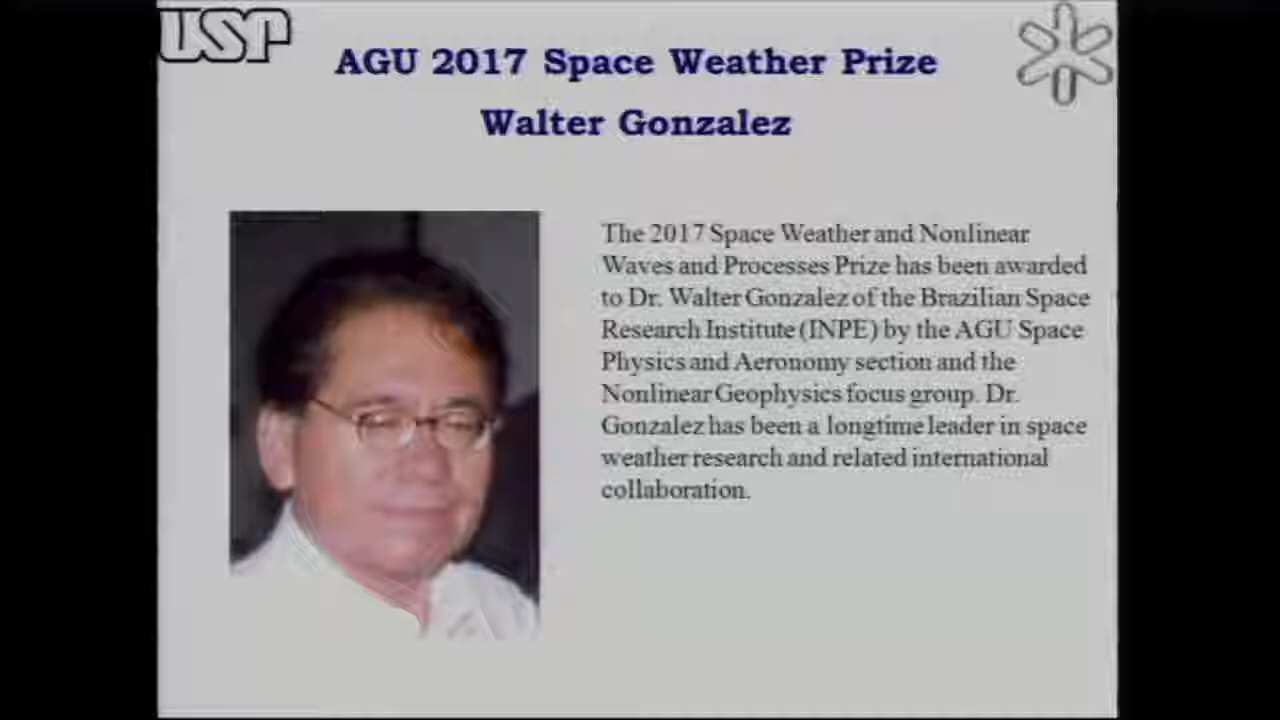 USP
AGU 2017 Space Weather Prize
Walter Gonzalez
The 2017 Space Weather and Nonlinear
Waves and Processes Prize has been awarded
to Dr. Walter Gonzalez of the Brazilian Space
Research Institute (INPE) by the AGU Space
Physics and Aeronomy section and the
Nonlinear Geophysics focus group. Dr.
Gonzalez has been a longtime leader in space
weather research and related international
collaboration.